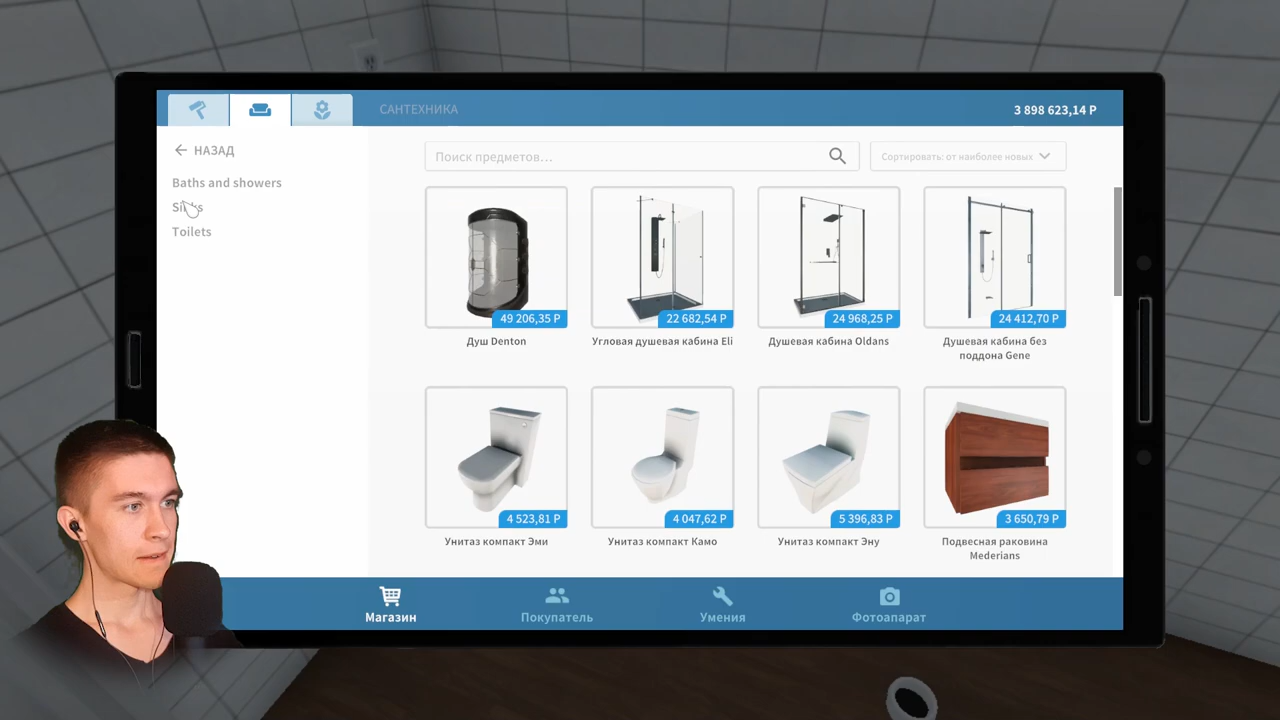 САНТЕХНИКА
3 898 623,14 Р
НАЗАД
Поиск предметов...
Сортировать: от наиболее новых
Baths and showers
Toilets
49 206,35 Р
22 682,54 Р
24 968,25 Р
24 412,70 Р
Душ Denton
Угловая душевая кабина Eli
Душевая кабина Oldans
Душевая кабина без
поддона Gene
4 523,81 Р
4 047,62 Р
5 396,83 Р
3 650,79 Р
Унитаз компакт Эми
Унитаз компакт Камо
Унитаз компакт Эну
Подвесная раковина
Mederians
Магазин
Покупатель
Умения
Фотоаппарат